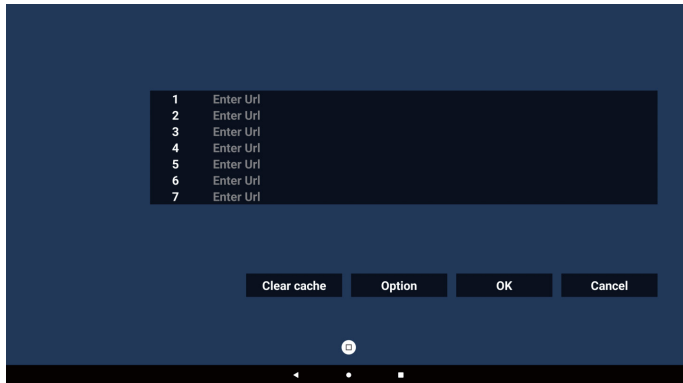 1 Enter Url
2 Enter Url
3 Enter Url
4 Enter Url
5 Enter Url
6 Enter Url
7 Enter Url
Clear cache Option OK Cancel